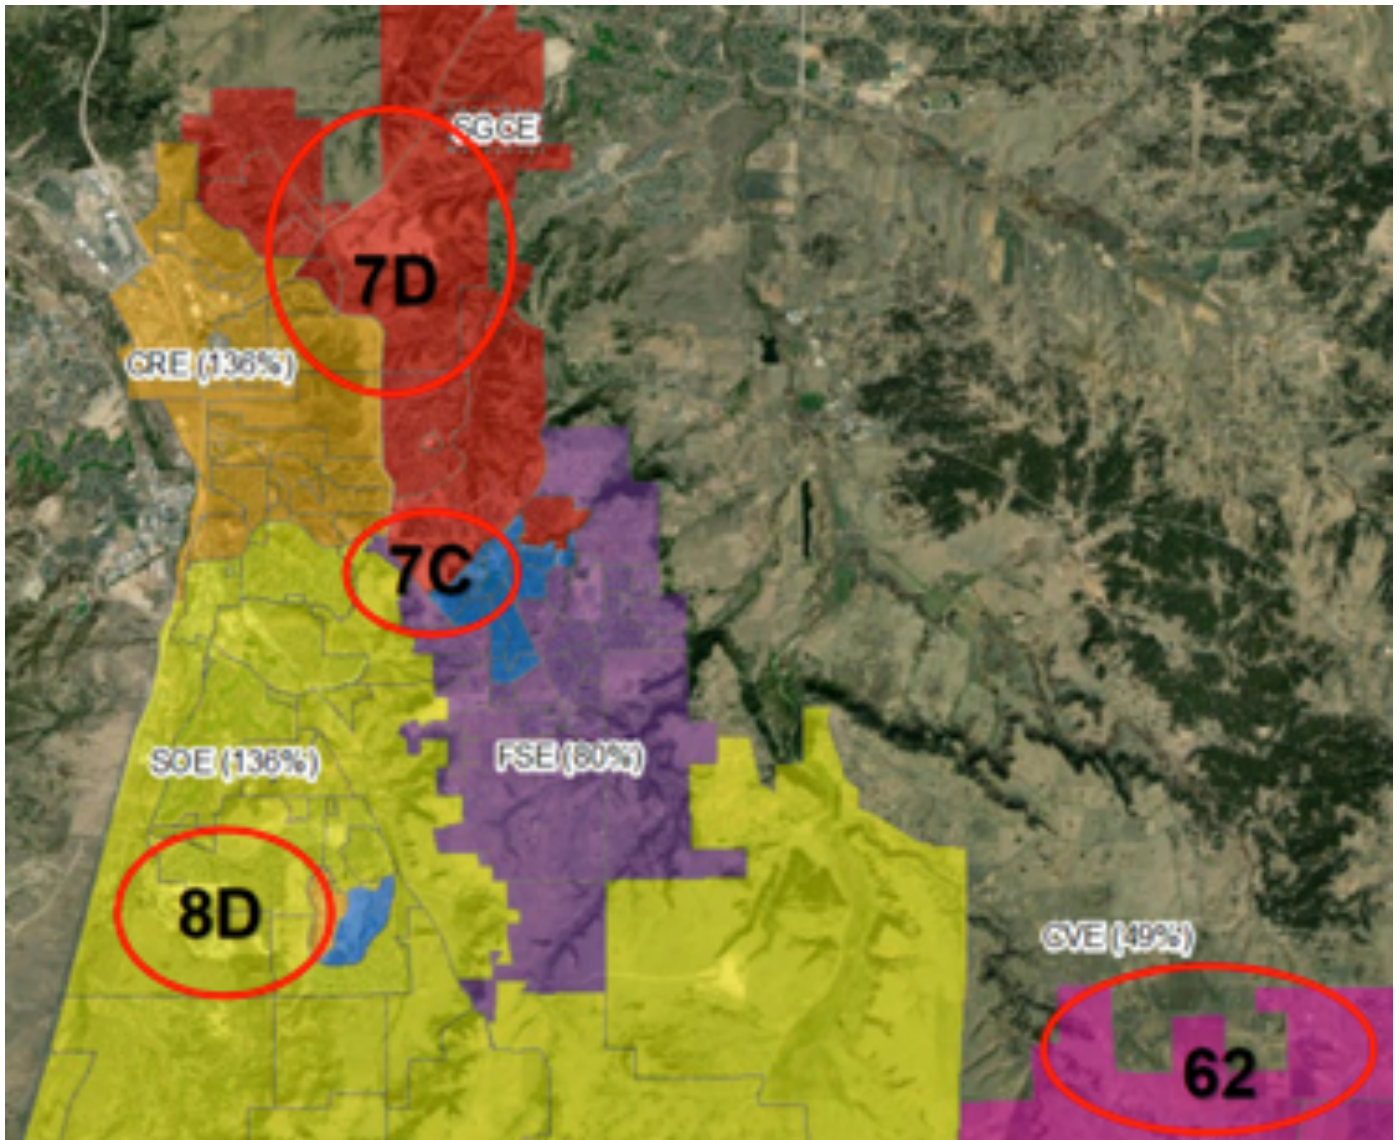 SGCE
7D
CRE (136%)
7C
SOE (136%)
FSE (80%)
8D
CVE (49%)
62